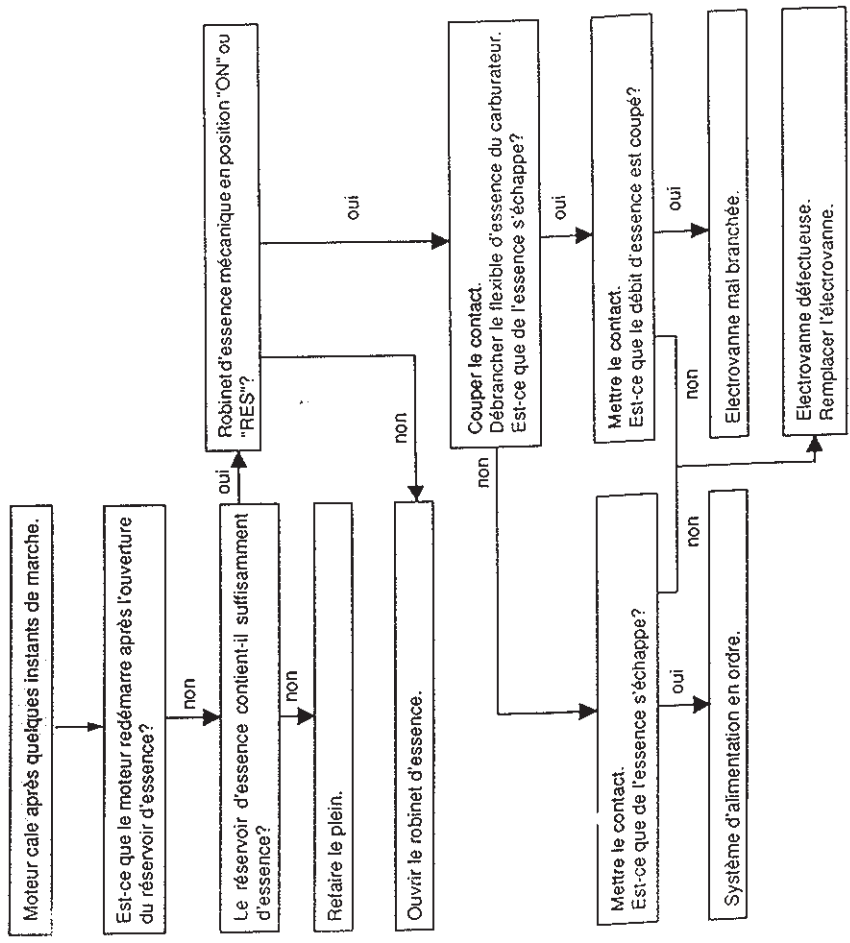 Moteur cale après quelques instants de marche.
Est-ce que le moteur redémarre après l'ouverture
du réservoir d'essence?
non
Le réservoir d'essence contient-il suffisamment
d'essence?
oui
non
Refaire le plein.
Robinet d'essence mécanique en position "ON" ou
"RES"?
non
oui
Ouvrir le robinet d'essence.
Couper le contact.
Débrancher le flexible d'essence du carburateur.
Est-ce que de l'essence s'échappe?
non
oui
Mettre le contact.
Est-ce que le débit d'essence est coupé?
non
oui
Electrovanne mal branchée.
Mettre le contact.
Est-ce que de l'essence s'échappe?
oui
non
Système d'alimentation en ordre.
Electrovanne défectueuse.
Remplacer l'électrovanne.